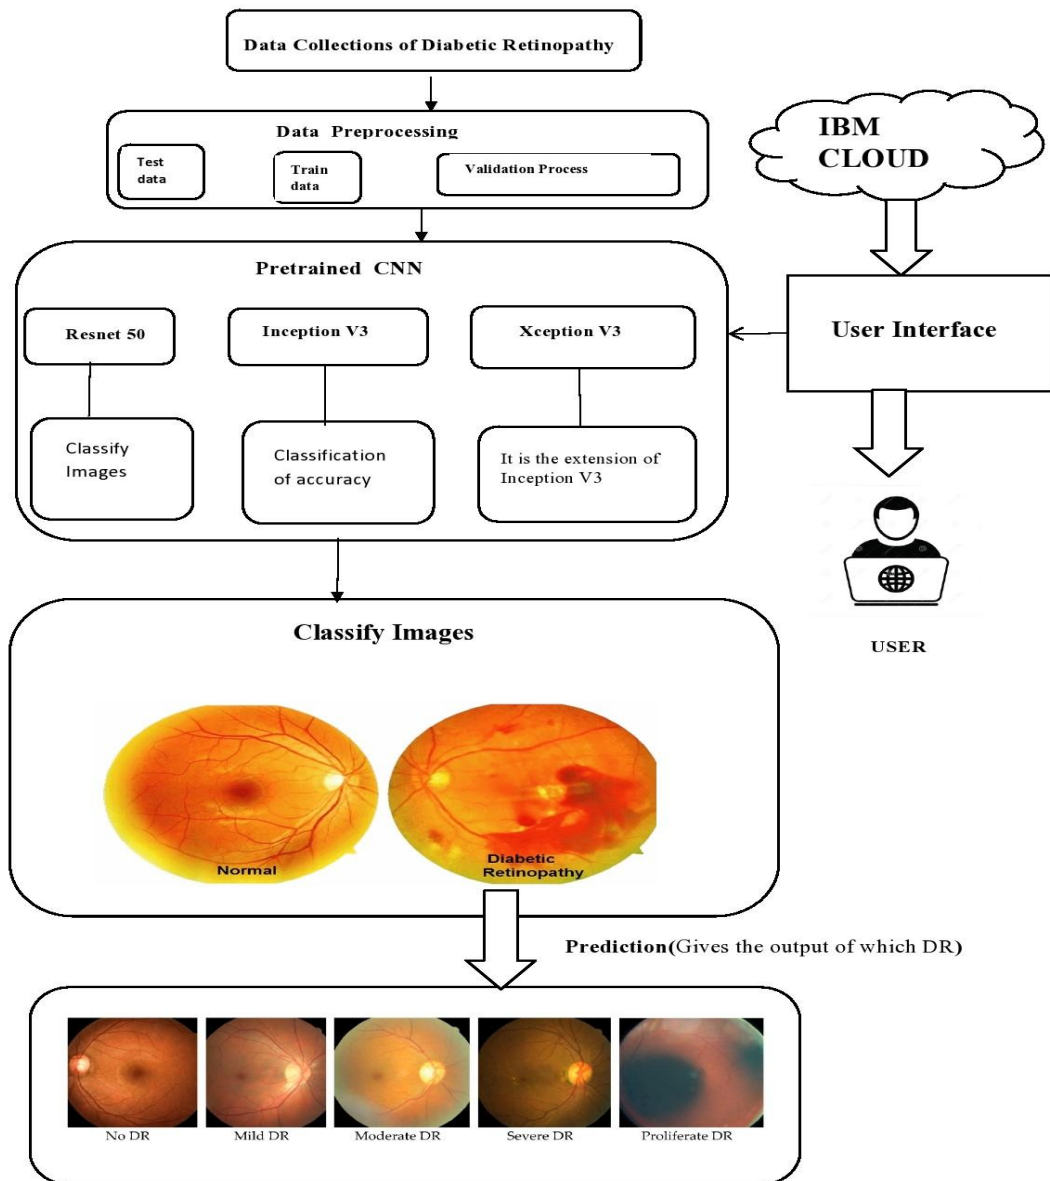 Data Collections of Diabetic Retinopathy
Data Preprocessing
Test
data
Train
data
Validation Process
IBM
CLOUD
Pretrained CNN
Resnet 50
Inception V3
Xception V3
User Interface
Classify
Images
Classification
of accuracy
It is the extension of
Inception V3
USER
Classify Images
Normal
Diabetic
Retinopathy
Prediction(Gives the output of which DR)
No DR
Mild DR
Moderate DR
Severe DR
Proliferate DR